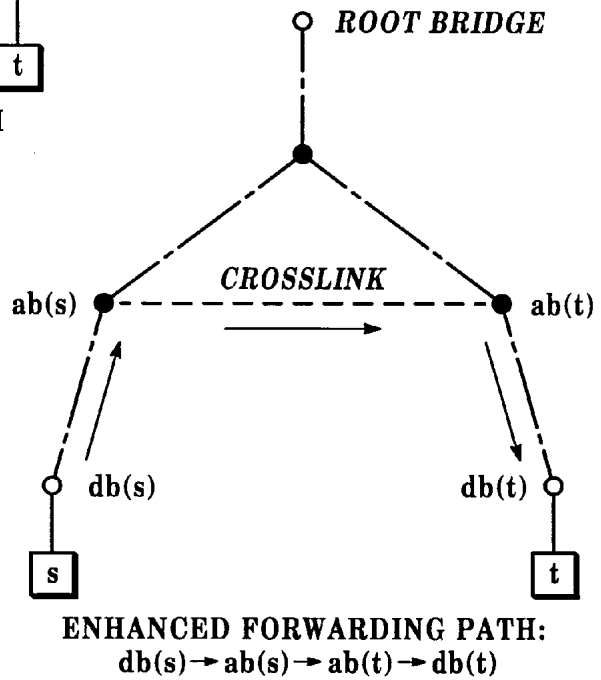 ROOT BRIDGE
t
CROSSLINK
ab(s)
ab(t)
db(s)
db(t)
s
t
ENHANCED FORWARDING PATH:
db(s)→ab(s)→ab(t)→db(t)